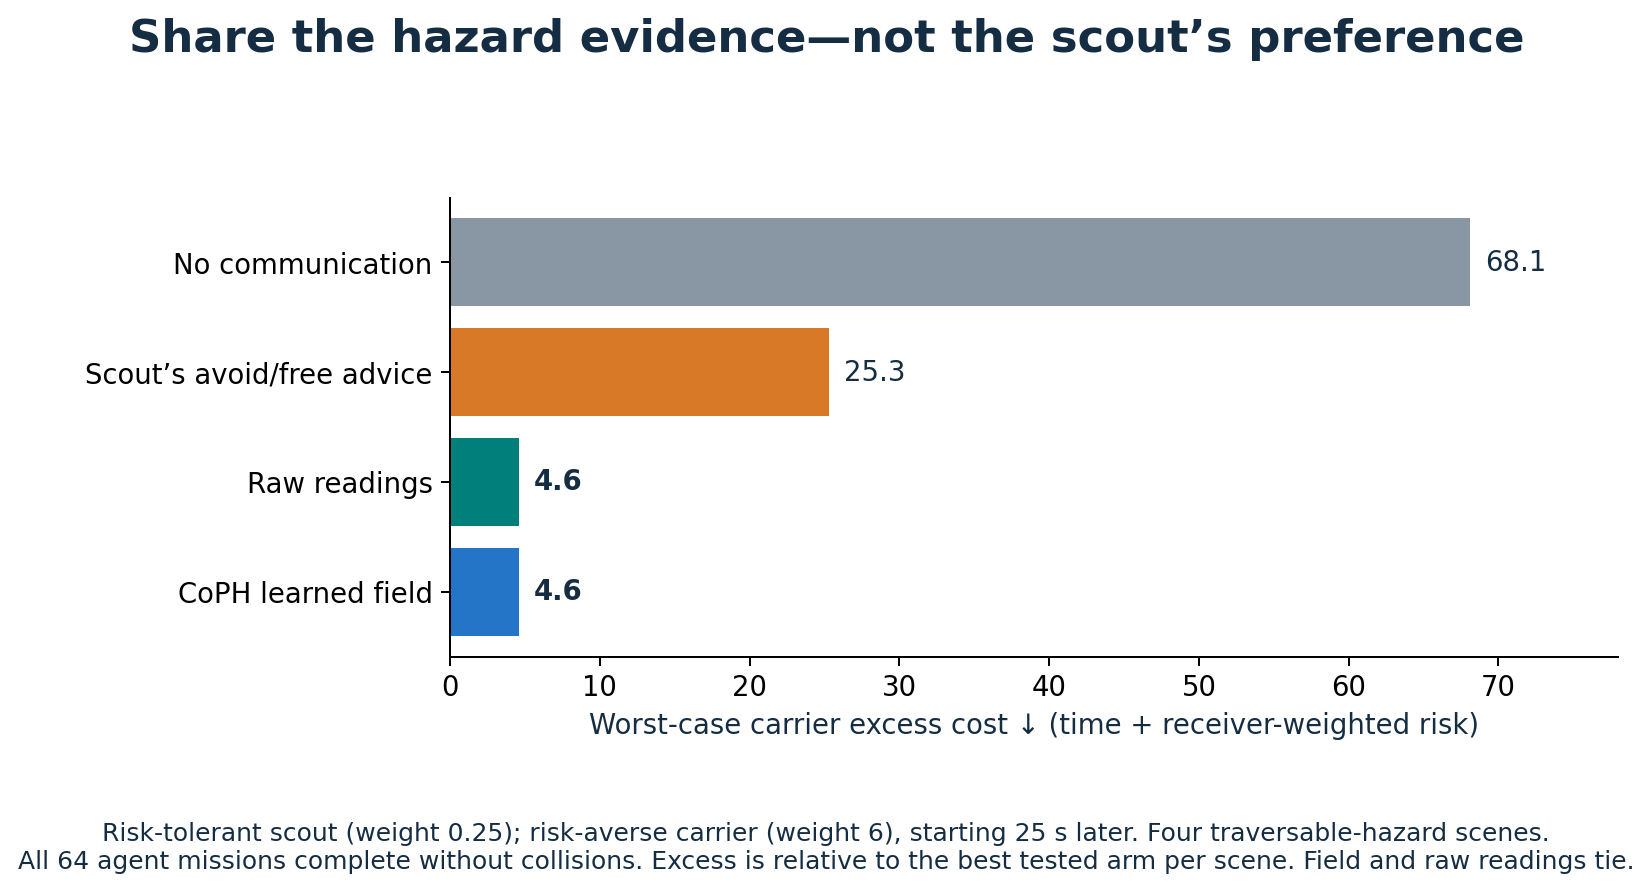 Share the hazard evidence—not the scout’s preference
No communication
68.1
Scout’s avoid/free advice
25.3
Raw readings
4.6
CoPH learned field
4.6
0 10 20 30 40 50 60 70
Worst-case carrier excess cost ↓ (time + receiver-weighted risk)
Risk-tolerant scout (weight 0.25); risk-averse carrier (weight 6), starting 25 s later. Four traversable-hazard scenes.
All 64 agent missions complete without collisions. Excess is relative to the best tested arm per scene. Field and raw readings tie.